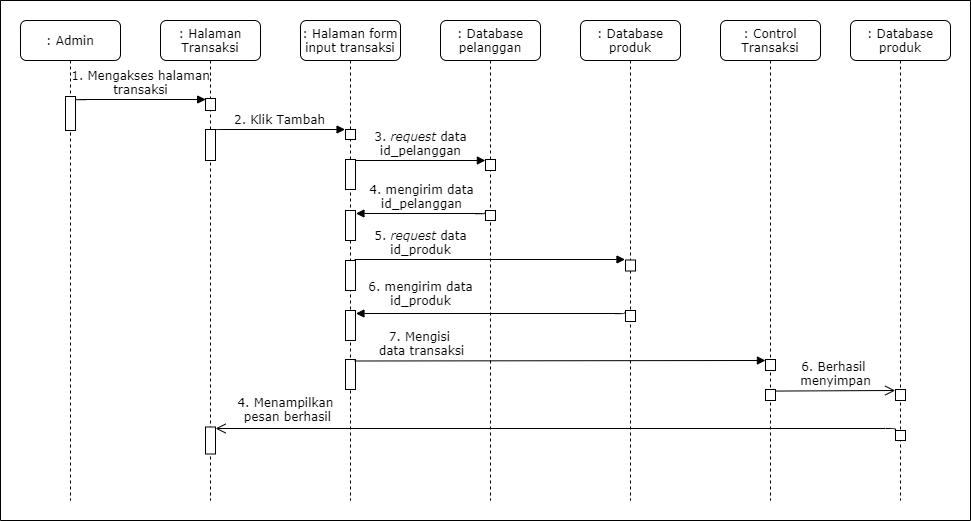 : Admin
: Halaman
Transaksi
: Halaman form
input transaksi
: Database
pelanggan
: Database
produk
: Control
Transaksi
: Database
produk
1. Mengakses halaman
transaksi
2. Klik Tambah
3. request data
id_pelanggan
4. mengirim data
id_pelanggan
5. request data
id_produk
6. mengirim data
id_produk
7. Mengisi
data transaksi
6. Berhasil
menyimpan
4. Menampilkan
pesan berhasil